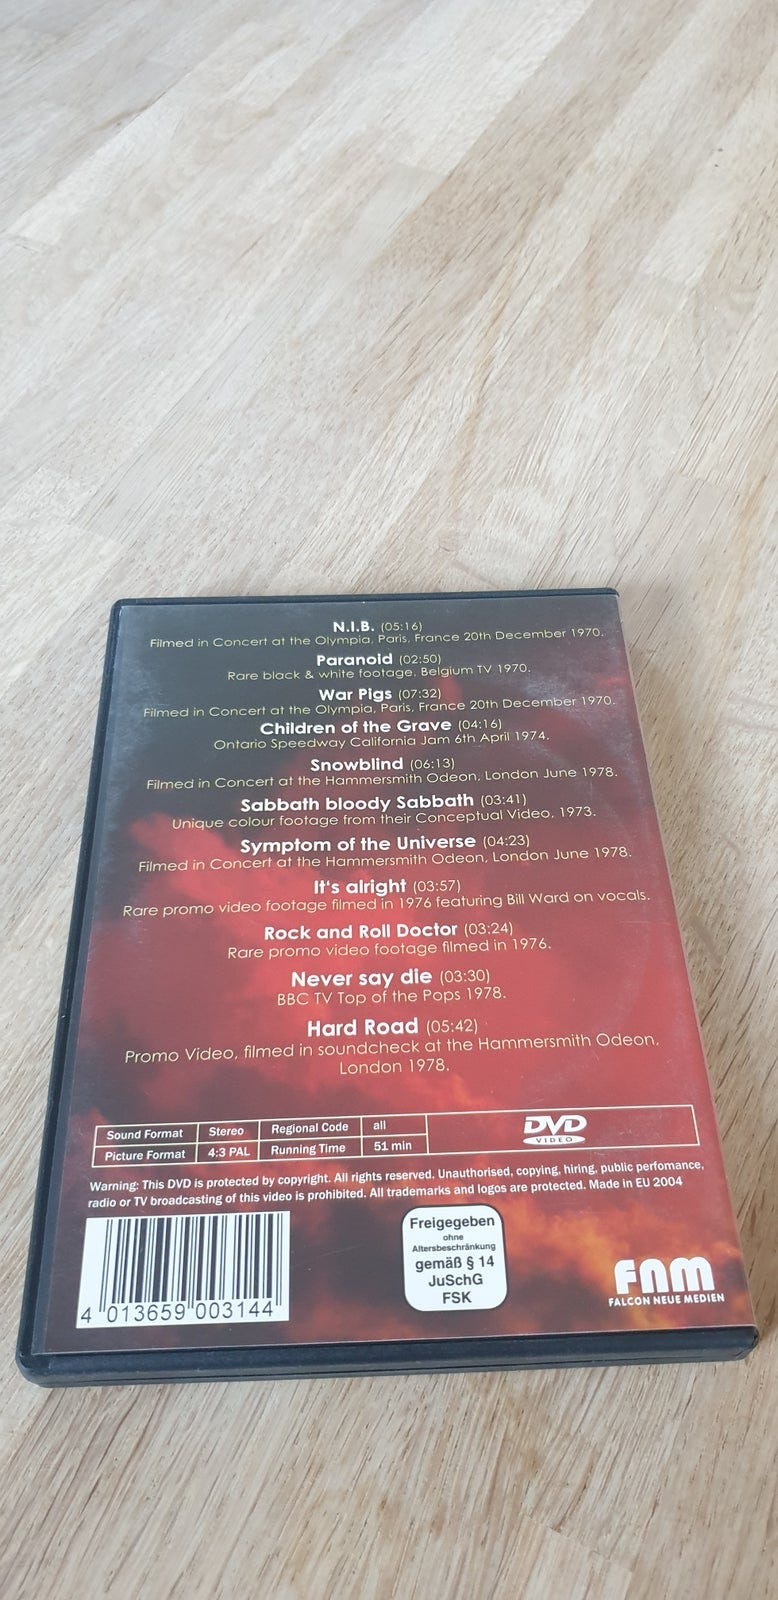 N.I.B. (05:16)
Filmed in Concert at the Olympia, Paris, France 20th December 1970.
Paranoid (02:50)
Rare black & white footage, Belgium TV 1970.
War Pigs (07:32)
Filmed in Concert at the Olympia, Paris, France 20th December 1970.
Children of the Grave (04:16)
Ontario Speedway California Jam 6th April 1974.
Snowblind (06:13)
Filmed in Concert at the Hammersmith Odeon, London June 1978.
Sabbath bloody Sabbath (03:41)
Unique colour footage from their Conceptual Video, 1973.
Symptom of the Universe (04:23)
Filmed in Concert at the Hammersmith Odeon, London June 1978.
It's alright (03:57)
Rare promo video footage filmed in 1976 featuring Bill Ward on vocals.
Rock and Roll Doctor (03:24)
Rare promo video footage filmed in 1976.
Never say die (03:30)
BBC TV Top of the Pops 1978.
Hard Road (05:42)
Promo Video, filmed in soundcheck at the Hammersmith Odeon,
London 1978.
Sound Format Stereo Regional Code all
Picture Format 4:3 PAL Running Time 51 min
DVD
VIDEO
Warning: This DVD is protected by copyright. All rights reserved. Unauthorised, copying, hiring, public perfomance,
radio or TV broadcasting of this video is prohibited. All trademarks and logos are protected. Made in EU 2004
4 013659 003144
Freigegeben
ohne
Altersbeschränkung
gemäß § 14
JuSchG
FSK
fnm
FALCON NEUE MEDIEN